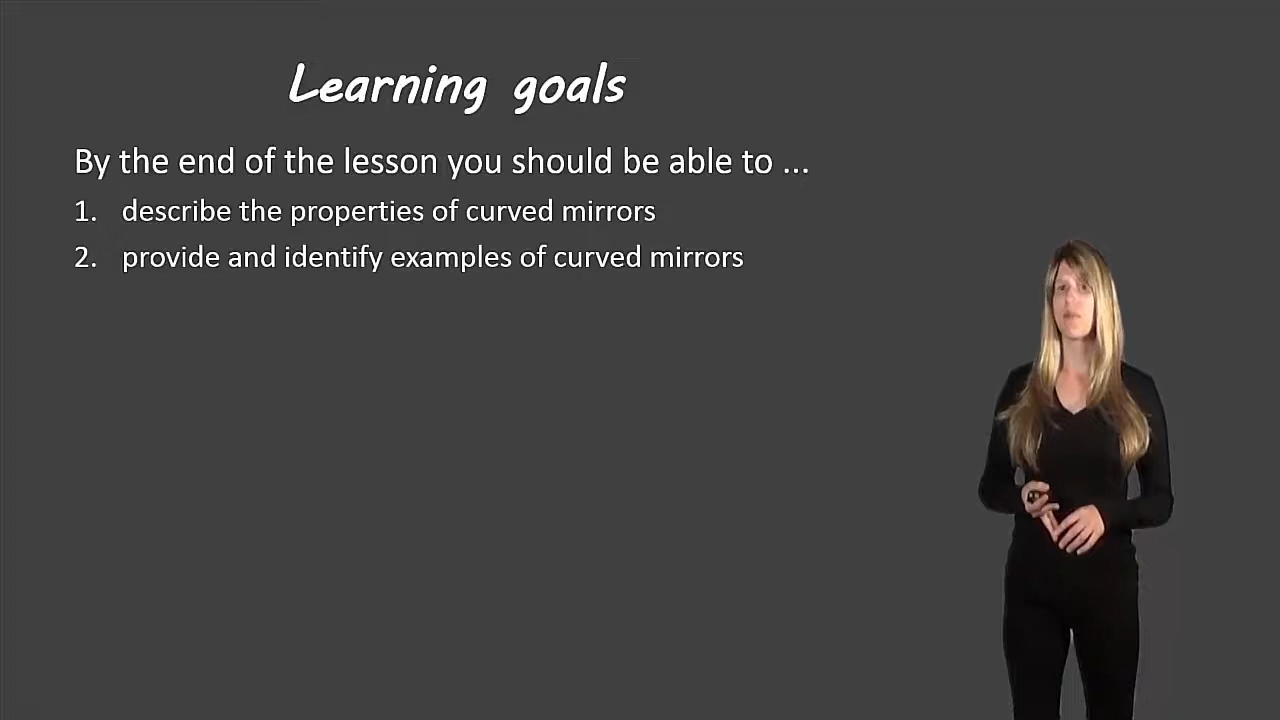 Learning goals
By the end of the lesson you should be able to ...
1. describe the properties of curved mirrors
2. provide and identify examples of curved mirrors